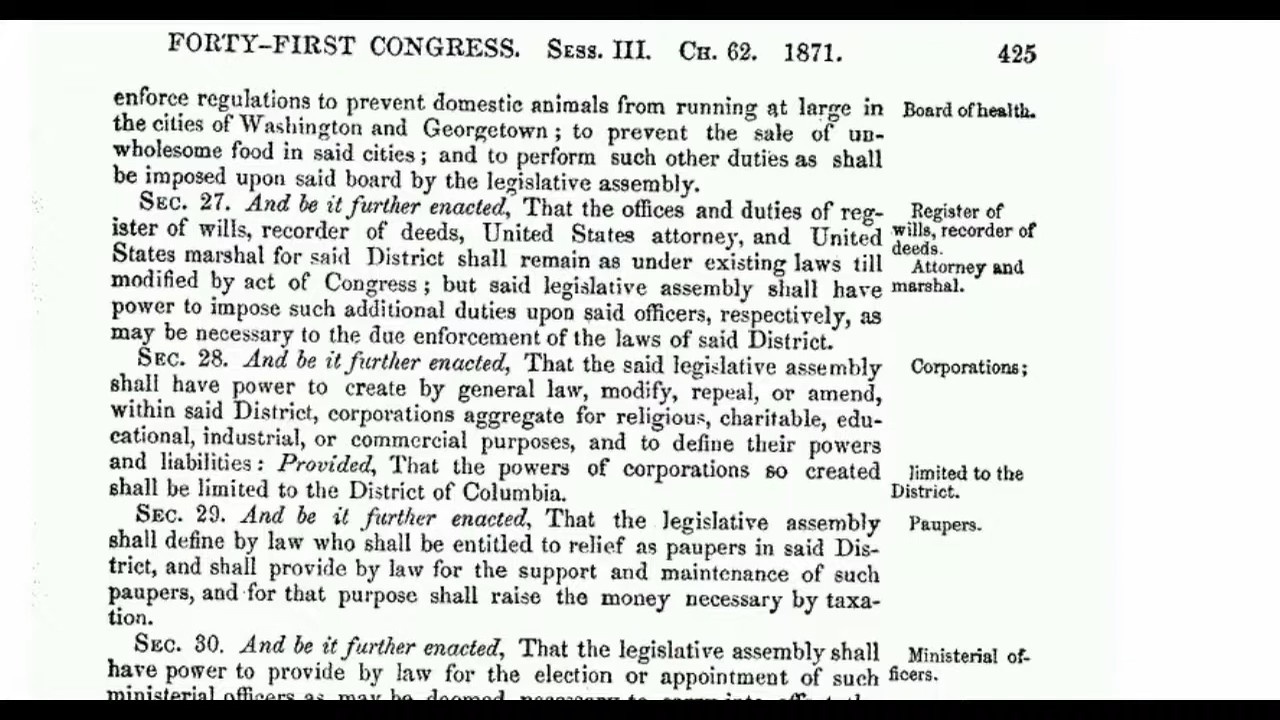 FORTY-FIRST CONGRESS. SESS. III. CH. 62. 1871. 425
enforce regulations to prevent domestic animals from running at large in
the cities of Washington and Georgetown; to prevent the sale of un-
wholesome food in said cities; and to perform such other duties as shall
be imposed upon said board by the legislative assembly.
Board of health.
SEC. 27. And be it further enacted, That the offices and duties of reg-
ister of wills, recorder of deeds, United States attorney, and United
States marshal for said District shall remain as under existing laws till
modified by act of Congress; but said legislative assembly shall have
power to impose such additional duties upon said officers, respectively, as
may be necessary to the due enforcement of the laws of said District.
Register of
wills, recorder of
deeds.
Attorney and
marshal.
SEC. 28. And be it further enacted, That the said legislative assembly
shall have power to create by general law, modify, repeal, or amend,
within said District, corporations aggregate for religious, charitable, edu-
cational, industrial, or commercial purposes, and to define their powers
and liabilities: Provided, That the powers of corporations so created
shall be limited to the District of Columbia.
Corporations;
limited to the
District.
SEC. 29. And be it further enacted, That the legislative assembly
shall define by law who shall be entitled to relief as paupers in said Dis-
trict, and shall provide by law for the support and maintenance of such
paupers, and for that purpose shall raise the money necessary by taxa-
tion.
Paupers.
SEC. 30. And be it further enacted, That the legislative assembly shall
have power to provide by law for the election or appointment of such
ministerial officers as may be deemed necessary to carry into effect the
Ministerial of-
ficers.